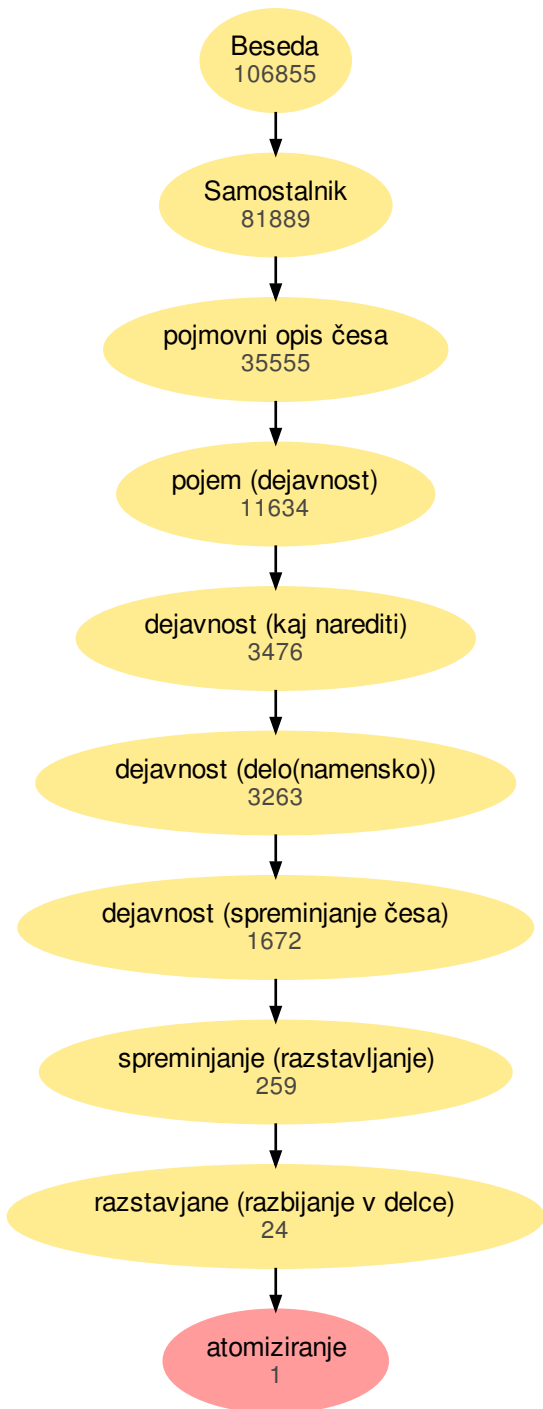 Beseda
106855
Samostalnik
81889
pojmovni opis česa
35555
pojem (dejavnost)
11634
dejavnost (kaj narediti)
3476
dejavnost (delo(namensko))
3263
dejavnost (spreminjanje česa)
1672
spreminjanje (razstavljanje)
259
razstavjane (razbijanje v delce)
24
atomiziranje
1